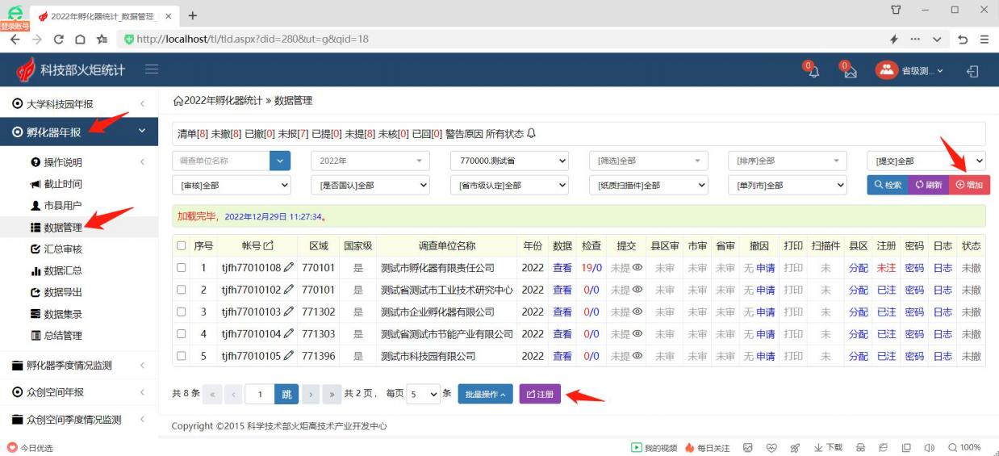 2022年孵化器统计_数据管理_
登录账号
http://localhost/tl/tld.aspx?did=280&ut=g&qid=18
科技部火炬统计
0
0
省级测...
大学科技园年报
孵化器年报
操作说明
截止时间
市县用户
数据管理
汇总审核
数据汇总
数据导出
数据集录
总结管理
孵化器季度情况监测
众创空间年报
众创空间季度情况监测
2022年孵化器统计 » 数据管理
清单[8] 未撤[8] 已撤[0] 未报[7] 已提[0] 未提[8] 未核[0] 已回[0] 警告原因 所有状态
调查单位名称 2022年 770000.测试省 [筛选]全部 [排序]全部 [提交]全部
[审核]全部 [是否国认]全部 [省市级认定]全部 [纸质扫描件]全部 [单列市]全部 检索 刷新 增加
加载完毕，2022年12月29日 11:27:34。
序号 帐号 区域 国家级 调查单位名称 年份 数据 检查 提交 县区审 市审 省审 撤因 打印 扫描件 县区 注册 密码 日志 状态
1 tjfh77010108 770101 是 测试市孵化器有限责任公司 2022 查看 19/0 未提 未审 未审 未审 无 申请 打印 未 分配 未注 密码 日志 未撤
2 tjfh77010102 770101 是 测试省测试市工业技术研究中心 2022 查看 0/0 未提 未审 未审 未审 无 申请 打印 未 分配 已注 密码 日志 未撤
3 tjfh77010103 771302 是 测试市企业孵化器有限公司 2022 查看 0/0 未提 未审 未审 未审 无 申请 打印 未 分配 已注 密码 日志 未撤
4 tjfh77010104 771303 是 测试省测试市节能产业有限公司 2022 查看 0/0 未提 未审 未审 未审 无 申请 打印 未 分配 已注 密码 日志 未撤
5 tjfh77010105 771396 是 测试市科技园有限公司 2022 查看 0/0 未提 未审 未审 未审 无 申请 打印 未 分配 已注 密码 日志 未撤
共 8 条 « ‹ 1 跳 › » 共 2 页， 每页 5 条 批量操作 注册
Copyright ©2015 科学技术部火炬高技术产业开发中心
今日优选 我的视频 每日关注 下载 100%